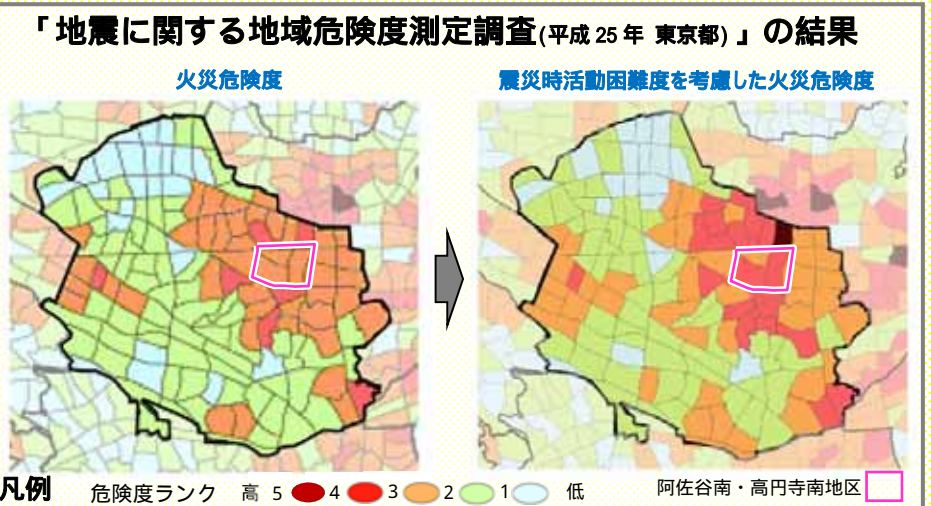 「地震に関する地域危険度測定調査(平成 25 年 東京都)」の結果
火災危険度
震災時活動困難度を考慮した火災危険度
凡例 危険度ランク 高 5 4 3 2 1 低 阿佐谷南・高円寺南地区